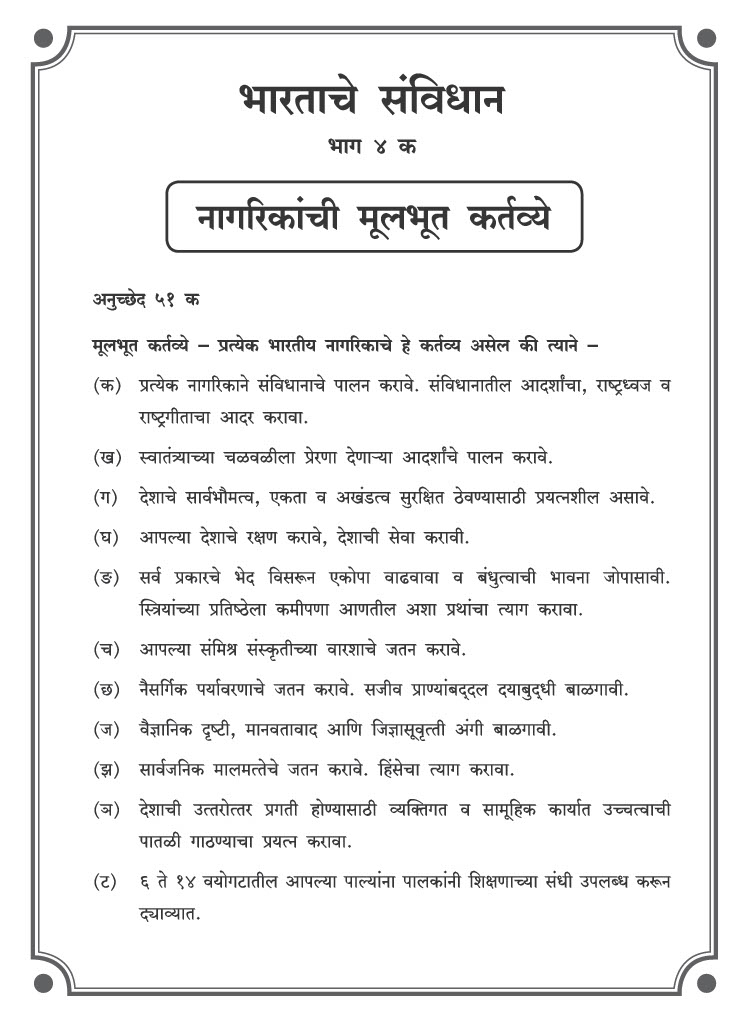 भारताचे संविधान
भाग ४ क
नागरिकांची मूलभूत कर्तव्ये
अनुच्छेद ५१ क
मूलभूत कर्तव्ये – प्रत्येक भारतीय नागरिकाचे हे कर्तव्य असेल की त्याने –
(क) प्रत्येक नागरिकाने संविधानाचे पालन करावे. संविधानातील आदर्शांचा, राष्ट्रध्वज व
राष्ट्रगीताचा आदर करावा.
(ख) स्वातंत्र्याच्या चळवळीला प्रेरणा देणाऱ्या आदर्शांचे पालन करावे.
(ग) देशाचे सार्वभौमत्व, एकता व अखंडत्व सुरक्षित ठेवण्यासाठी प्रयत्नशील असावे.
(घ) आपल्या देशाचे रक्षण करावे, देशाची सेवा करावी.
(ङ) सर्व प्रकारचे भेद विसरून एकोपा वाढवावा व बंधुत्वाची भावना जोपासावी.
स्त्रियांच्या प्रतिष्ठेला कमीपणा आणतील अशा प्रथांचा त्याग करावा.
(च) आपल्या संमिश्र संस्कृतीच्या वारशाचे जतन करावे.
(छ) नैसर्गिक पर्यावरणाचे जतन करावे. सजीव प्राण्यांबद्‌दल दयाबुद्‌धी बाळगावी.
(ज) वैज्ञानिक दृष्टी, मानवतावाद आणि जिज्ञासूवृत्ती अंगी बाळगावी.
(झ) सार्वजनिक मालमत्तेचे जतन करावे. हिंसेचा त्याग करावा.
(ञ) देशाची उत्तरोत्तर प्रगती होण्यासाठी व्यक्तिगत व सामूहिक कार्यात उच्चत्वाची
पातळी गाठण्याचा प्रयत्न करावा.
(ट) ६ ते १४ वयोगटातील आपल्या पाल्यांना पालकांनी शिक्षणाच्या संधी उपलब्ध करून
द्याव्यात.